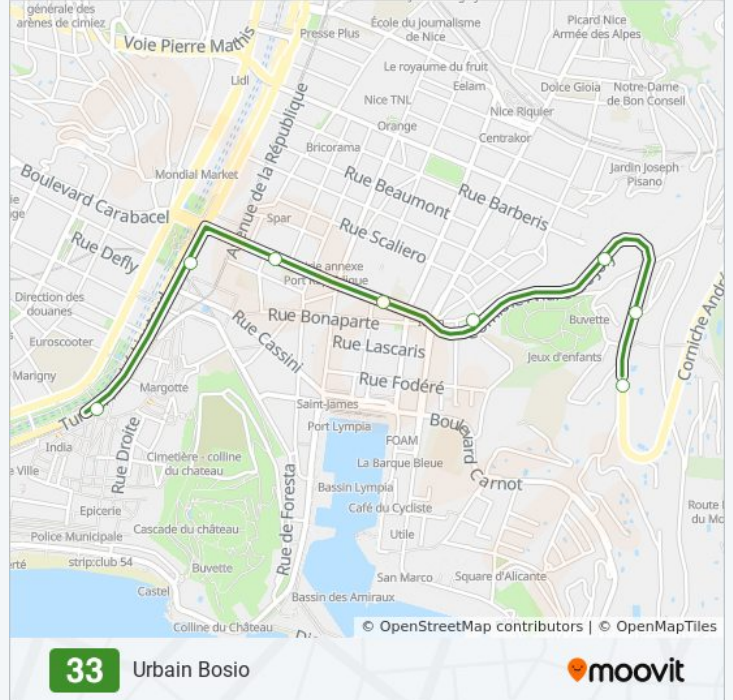 générale des
arènes de cimiez
Voie Pierre Mathis
Presse Plus
École du journalisme
de Nice
Picard Nice
Armée des Alpes
Lidl
Le royaume du fruit
Eelam
Dolce Gioia
Notre-Dame
de Bon Conseil
Nice TNL
Nice Riquier
Orange
Centrakor
Avenue de la République
Bricorama
Mondial Market
Jardin Joseph
Pisano
Boulevard Carabacel
Rue Beaumont
Rue Barberis
Spar
Rue Scaliero
Rue Defly
annexe
Port République
Direction des
douanes
Rue Bonaparte
Buvette
Corniche André
Euroscooter
Rue Cassini
Rue Lascaris
Jeux d'enfants
Marigny
Margotte
Rue Fodéré
Saint-James
Port Lympia
Boulevard Carnot
India
FOAM
Rue Droite
Cimetière - colline
du chateau
La Barque Bleue
Ville
Bassin Lympia
Rue de Foresta
Café du Cycliste
Epicerie
Route
du Mc
Cascade du château
Police Municipale
Utile
strip:club 54
Buvette
San Marco
Square d'Alicante
Castel
Bassin des Amiraux
Colline du Château
© OpenStreetMap contributors | © OpenMapTiles
33 Urbain Bosio
moovit